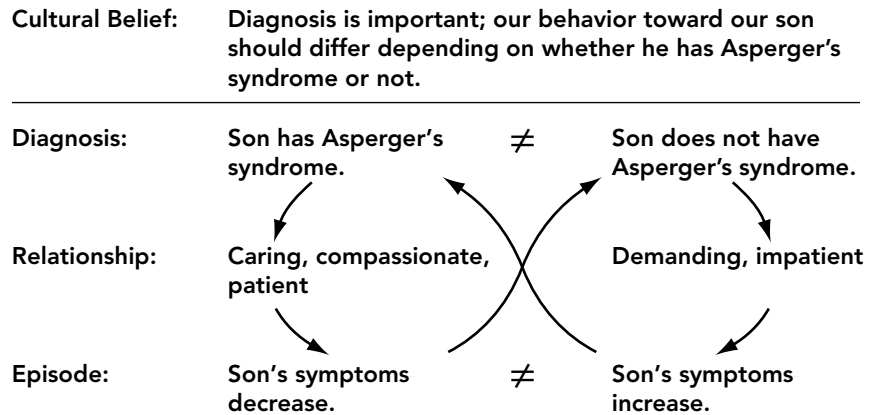 Cultural Belief: Diagnosis is important; our behavior toward our son
should differ depending on whether he has Asperger’s
syndrome or not.
Diagnosis: Son has Asperger’s ≠ Son does not have
syndrome. Asperger’s syndrome.
Relationship: Caring, compassionate, Demanding, impatient
patient
Episode: Son’s symptoms ≠ Son’s symptoms
decrease. increase.